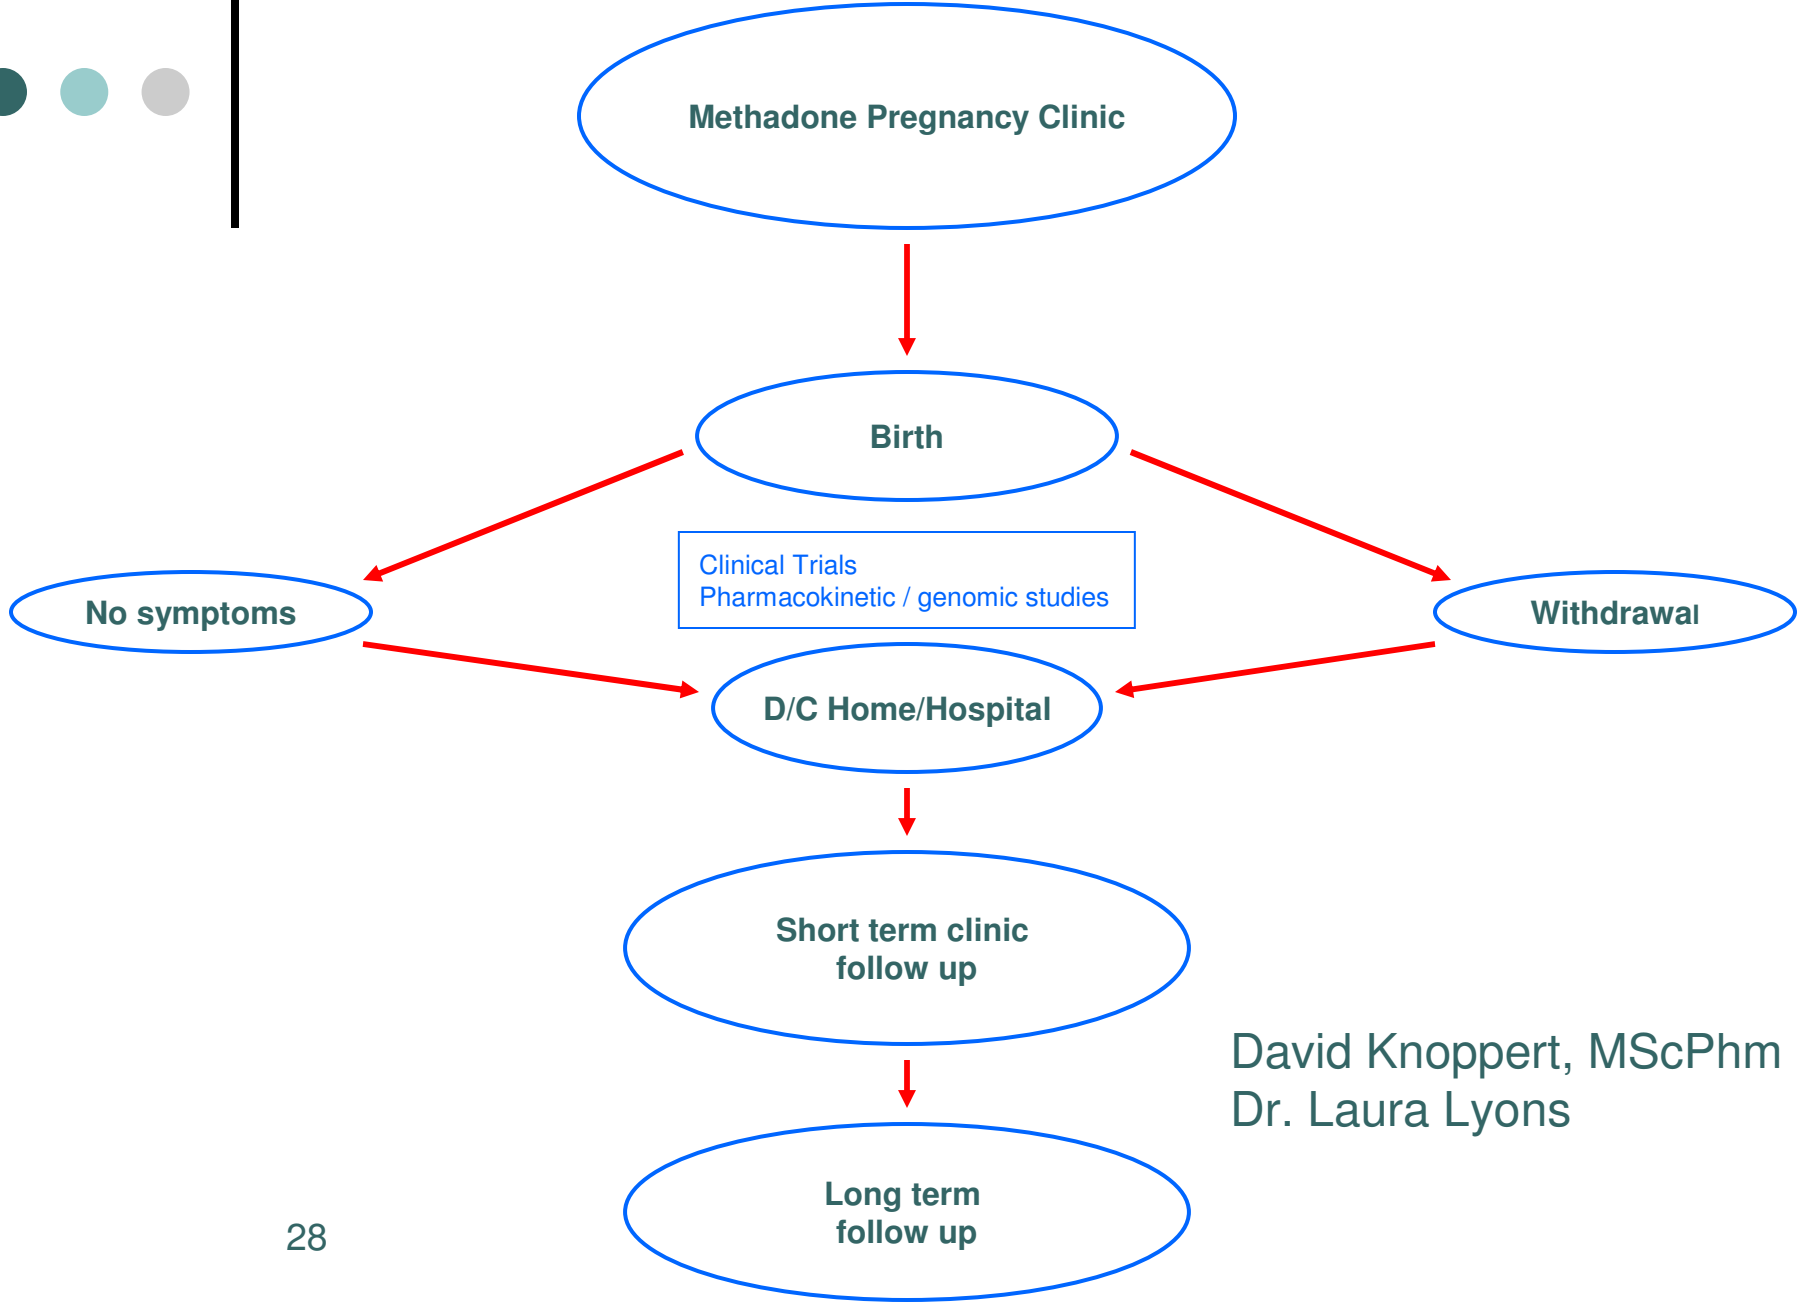 Methadone Pregnancy Clinic
Birth
Clinical Trials
Pharmacokinetic / genomic studies
No symptoms
Withdrawal
D/C Home/Hospital
Short term clinic
follow up
David Knoppert, MScPhm
Dr. Laura Lyons
Long term
follow up
28